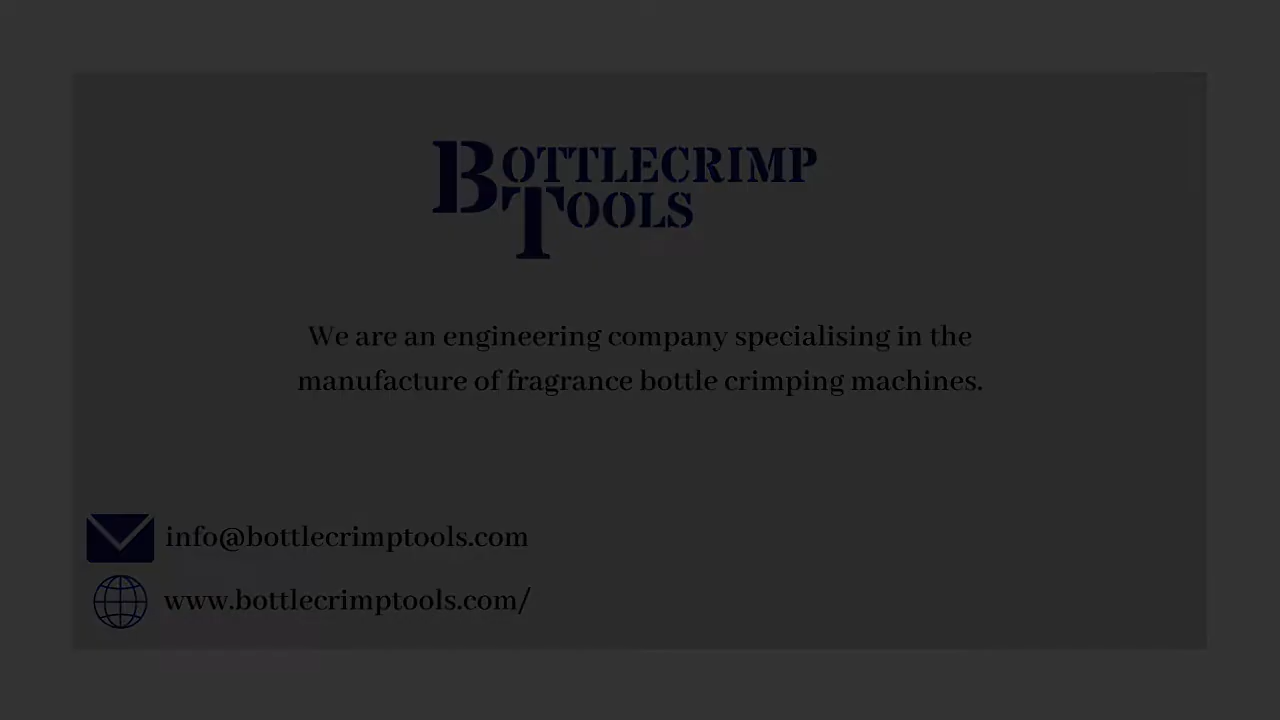 BOTTLECRIMP
TOOLS
We are an engineering company specialising in the
manufacture of fragrance bottle crimping machines.
info@bottlecrimptools.com
www.bottlecrimptools.com/